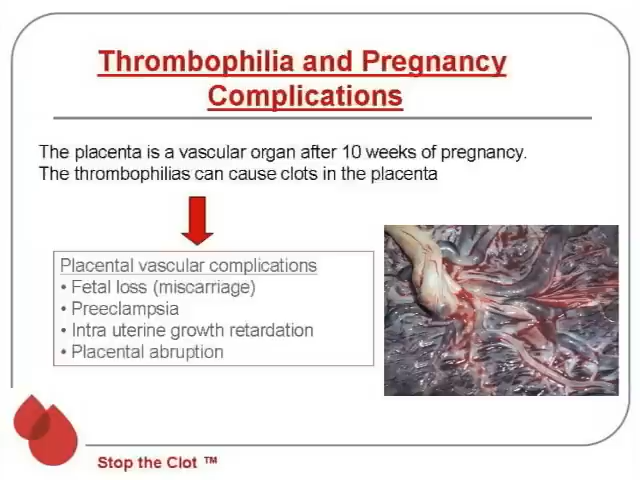 Thrombophilia and Pregnancy
Complications
The placenta is a vascular organ after 10 weeks of pregnancy.
The thrombophilias can cause clots in the placenta
Placental vascular complications
• Fetal loss (miscarriage)
• Preeclampsia
• Intra uterine growth retardation
• Placental abruption
Stop the Clot ™